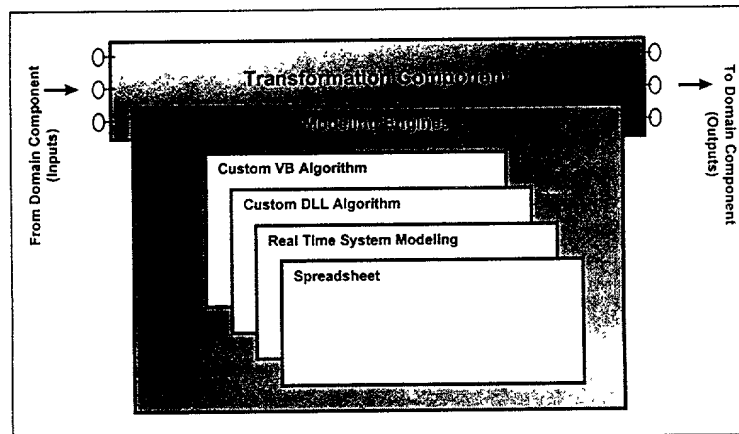 From Domain Component
(Inputs)
Transformation Component
Modeling Engines
Custom VB Algorithm
Custom DLL Algorithm
Real Time System Modeling
Spreadsheet
To Domain Component
(Outputs)